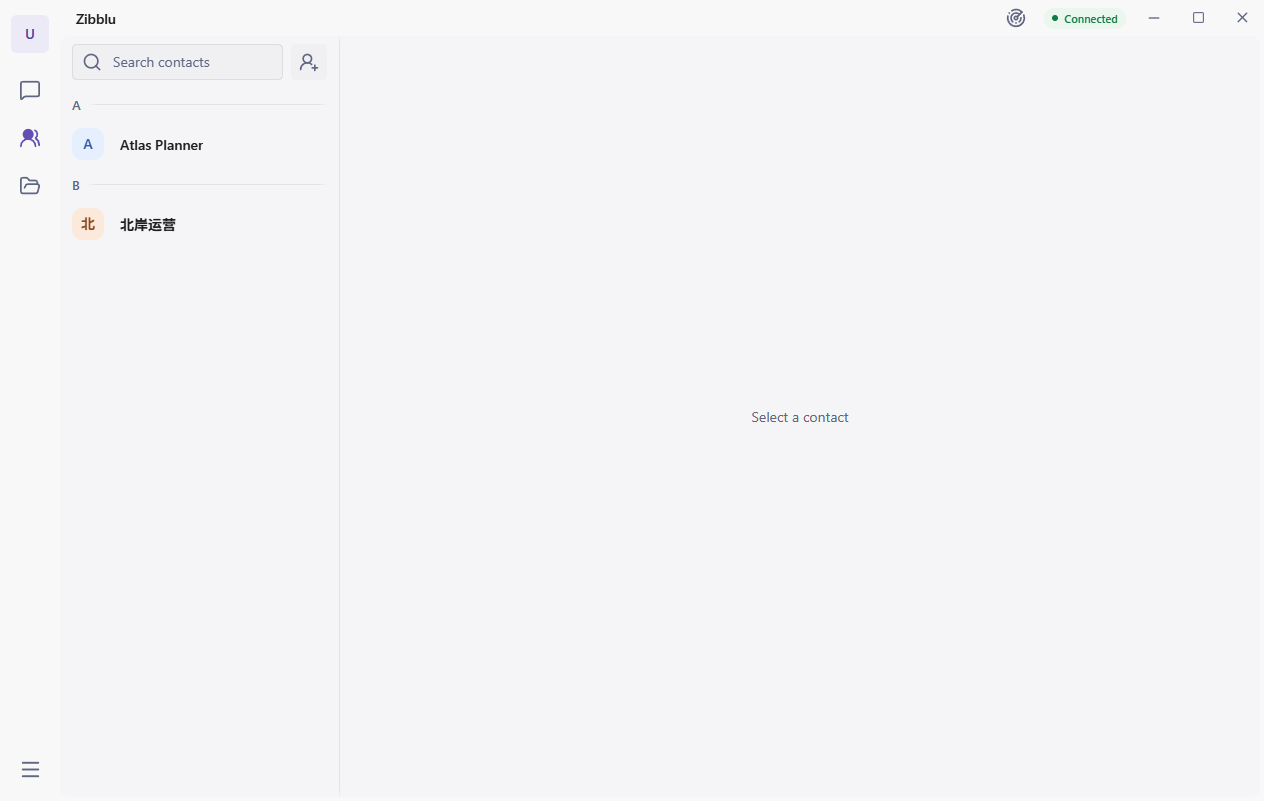 U
Zibblu
Connected
Search contacts
A
A
Atlas Planner
B
北
北岸运营
Select a contact